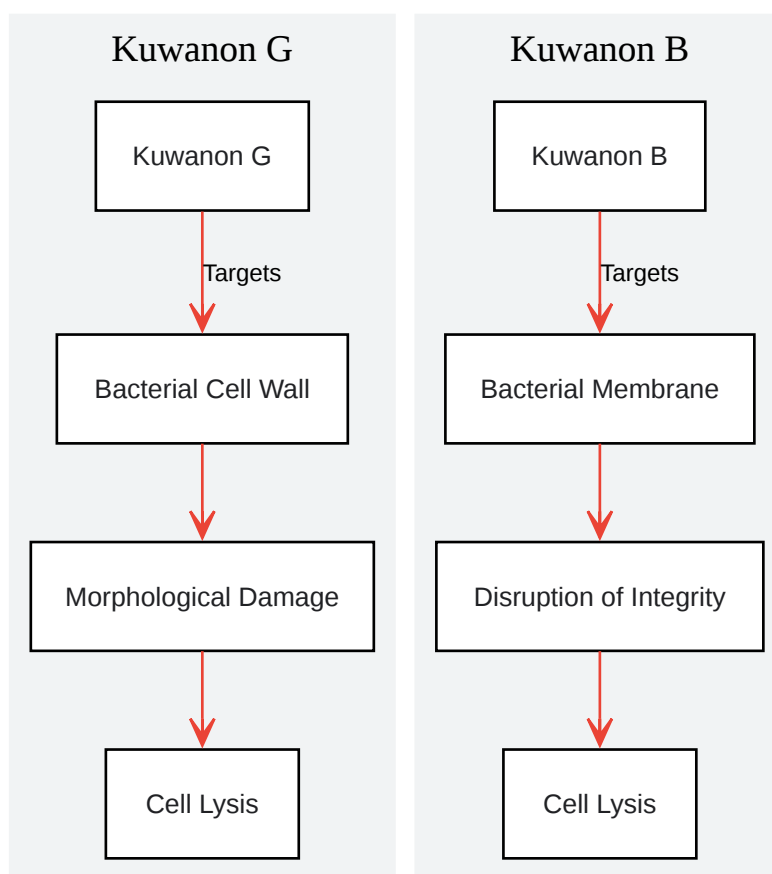 Kuwanon G
Kuwanon G
Targets
Bacterial Cell Wall
Morphological Damage
Cell Lysis
Kuwanon B
Kuwanon B
Targets
Bacterial Membrane
Disruption of Integrity
Cell Lysis